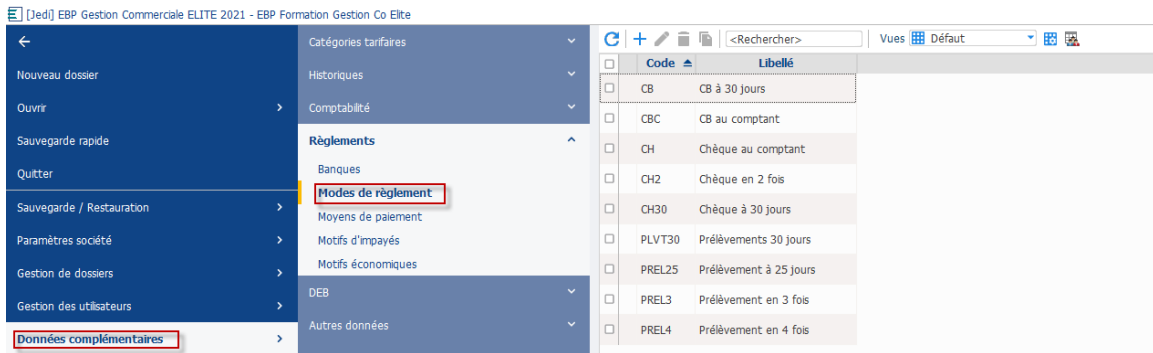 [Jedi] EBP Gestion Commerciale ELITE 2021 - EBP Formation Gestion Co Elite
Nouveau dossier
Ouvrir
Sauvegarde rapide
Quitter
Sauvegarde / Restauration
Paramètres société
Gestion de dossiers
Gestion des utilisateurs
Données complémentaires
Catégories tarifaires
Historiques
Comptabilité
Règlements
Banques
Modes de règlement
Moyens de paiement
Motifs d'impayés
Motifs économiques
DEB
Autres données
<Rechercher> Vues Défaut
Code Libellé
CB CB à 30 jours
CBC CB au comptant
CH Chèque au comptant
CH2 Chèque en 2 fois
CH30 Chèque à 30 jours
PLVT30 Prélèvements 30 jours
PREL25 Prélèvement à 25 jours
PREL3 Prélèvement en 3 fois
PREL4 Prélèvement en 4 fois